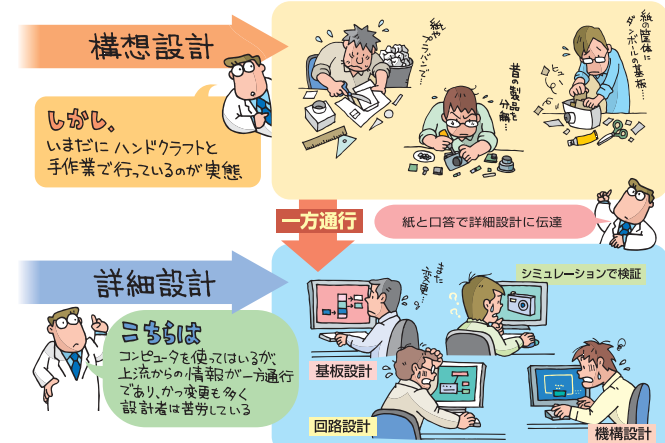 構想設計
しかし、
いまだにハンドクラフトと
手作業で行っているのが実態
紙や
プラバンで…
昔の製品を
分解…
紙の筐体に
ダンボールの基板…
一方通行
紙と口答で詳細設計に伝達
詳細設計
こちらは
コンピュータを使ってはいるが、
上流からの情報が一方通行
であり、かつ変更も多く
設計者は苦労している
また
変更…
シミュレーションで検証
基板設計
回路設計
機構設計